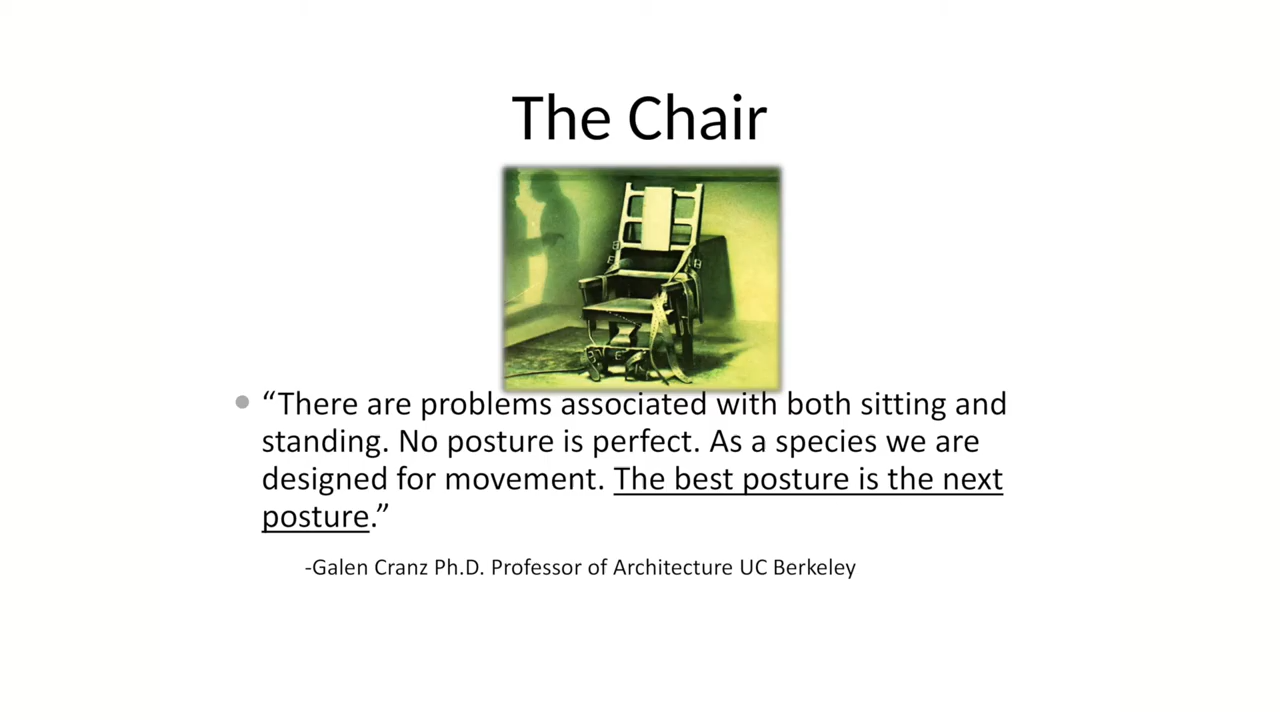 The Chair
“There are problems associated with both sitting and
standing. No posture is perfect. As a species we are
designed for movement. The best posture is the next
posture.”
-Galen Cranz Ph.D. Professor of Architecture UC Berkeley